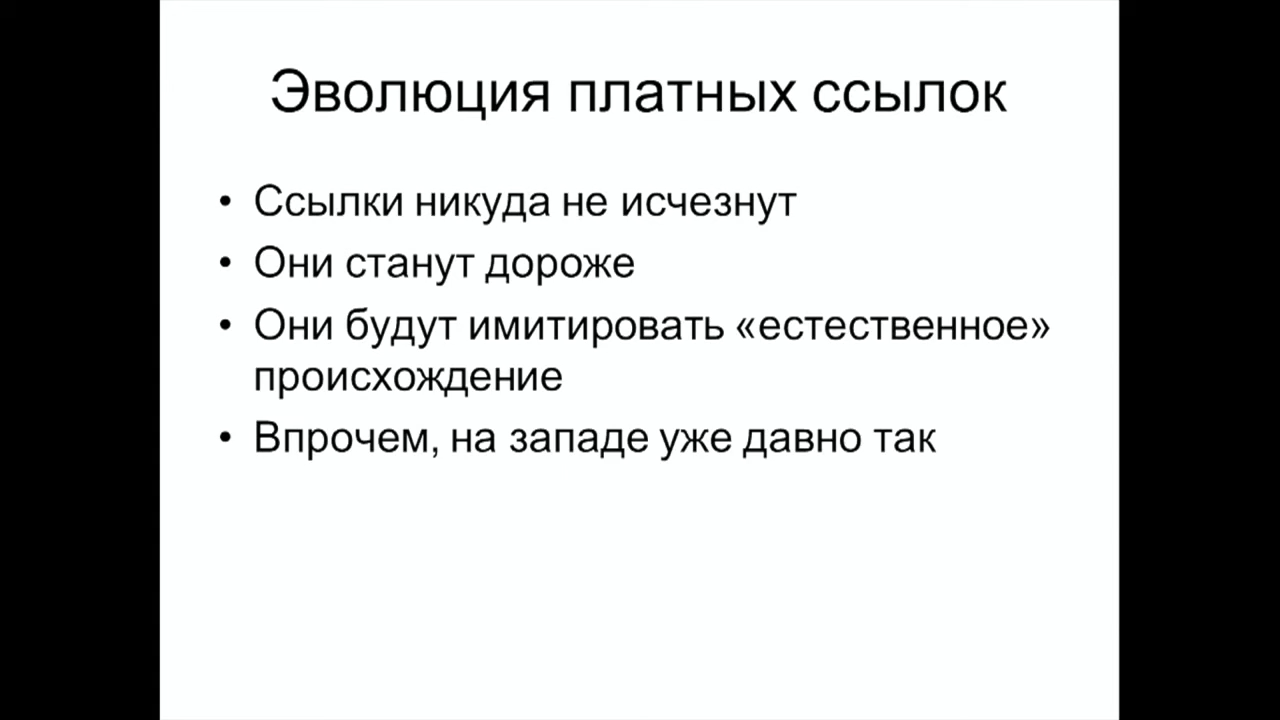 Эволюция платных ссылок
• Ссылки никуда не исчезнут
• Они станут дороже
• Они будут имитировать «естественное»
происхождение
• Впрочем, на западе уже давно так